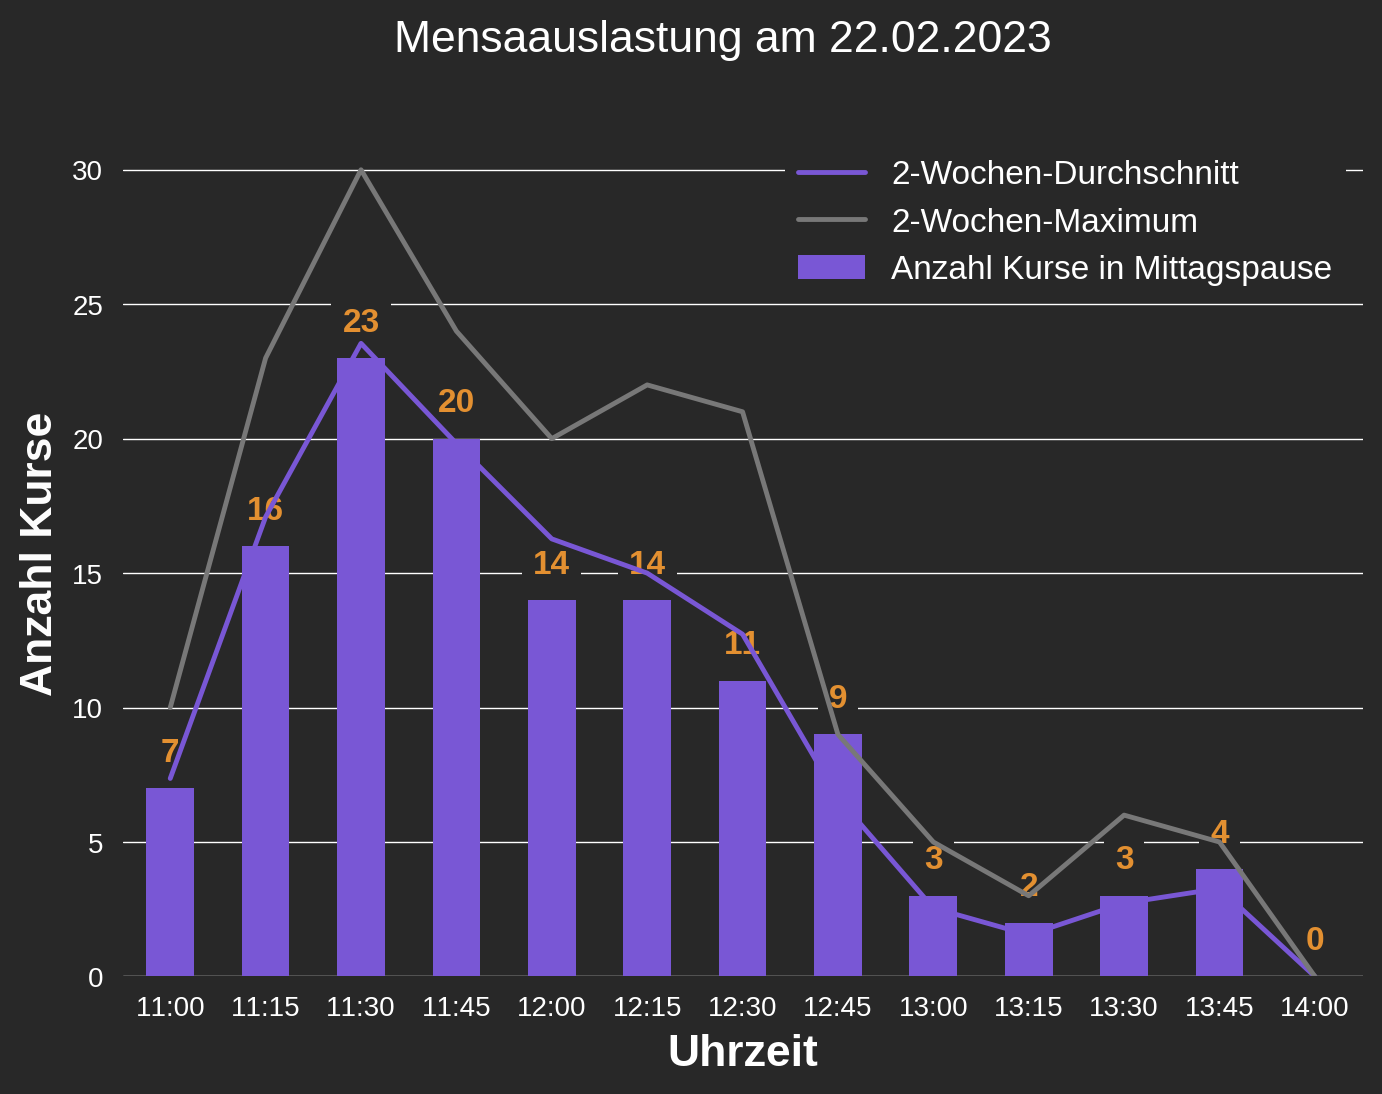 Mensaauslastung am 22.02.2023
2-Wochen-Durchschnitt
2-Wochen-Maximum
Anzahl Kurse in Mittagspause
Anzahl Kurse
30
25
20
15
10
5
0
7
16
23
20
14
14
11
9
3
2
3
4
0
11:00 11:15 11:30 11:45 12:00 12:15 12:30 12:45 13:00 13:15 13:30 13:45 14:00
Uhrzeit